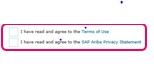 I have read and agree to the Terms of Use
I have read and agree to the SAP Ariba Privacy Statement